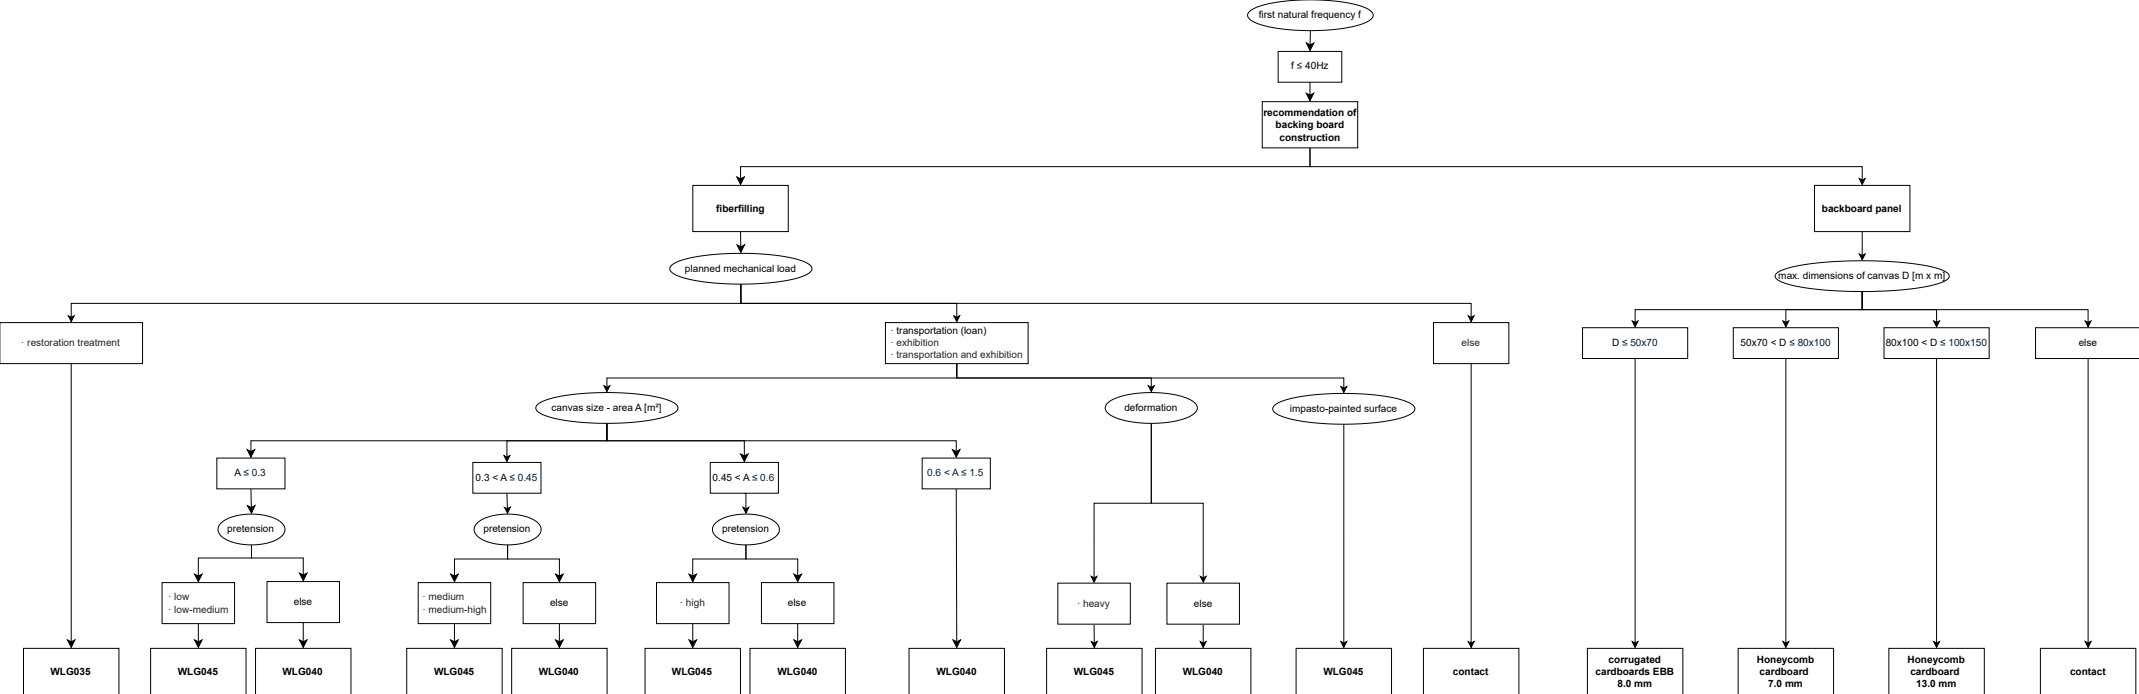 first natural frequency f
f ≤ 40Hz
recommendation of
backing board
construction
fiberfilling
backboard panel
planned mechanical load
max. dimensions of canvas D [m x m]
· restoration treatment
· transportation (loan)
· exhibition
· transportation and exhibition
else
D ≤ 50x70
50x70 < D ≤ 80x100
80x100 < D ≤ 100x150
else
canvas size - area A [m²]
deformation
impasto-painted surface
A ≤ 0.3
0.3 < A ≤ 0.45
0.45 < A ≤ 0.6
0.6 < A ≤ 1.5
pretension
pretension
pretension
· low
· low-medium
else
· medium
· medium-high
else
· high
else
· heavy
else
WLG035
WLG045
WLG040
WLG045
WLG040
WLG045
WLG040
WLG040
WLG045
WLG040
WLG045
contact
corrugated
cardboards EBB
8.0 mm
Honeycomb
cardboard
7.0 mm
Honeycomb
cardboard
13.0 mm
contact